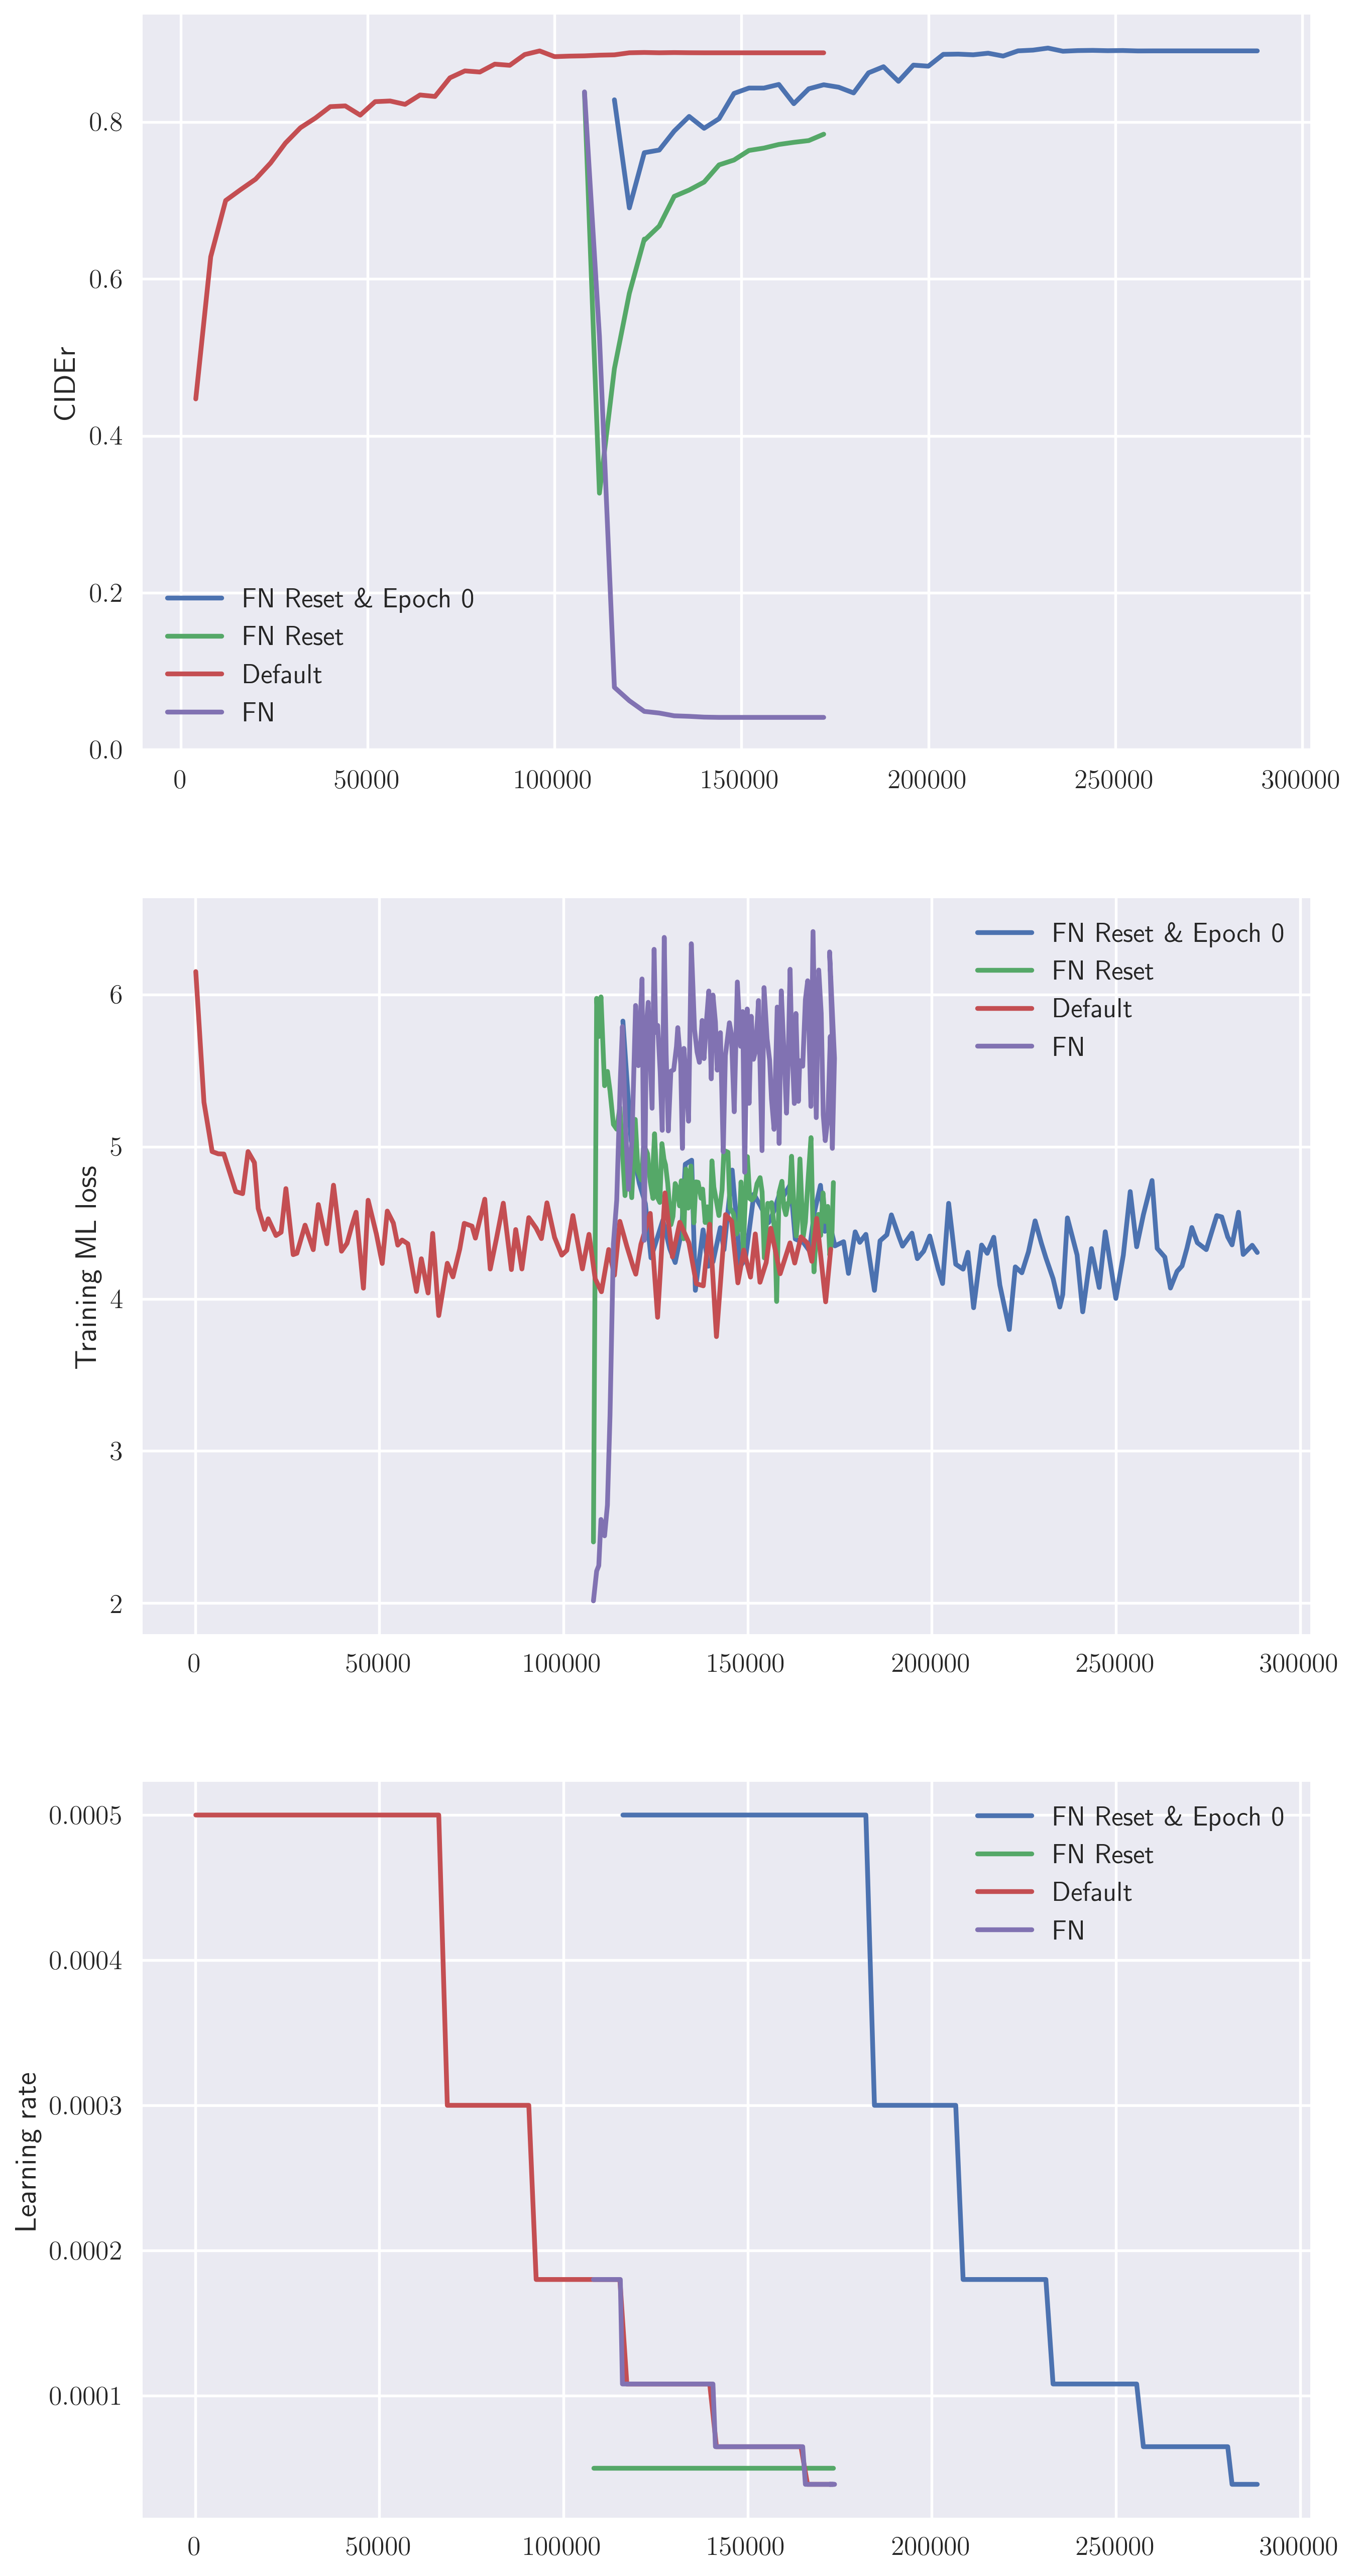 0.8
0.6
0.4
0.2
0.0
CIDEr
FN Reset & Epoch 0
FN Reset
Default
FN
0 50000 100000 150000 200000 250000 300000
6
5
4
3
2
Training ML loss
FN Reset & Epoch 0
FN Reset
Default
FN
0 50000 100000 150000 200000 250000 300000
0.0005
0.0004
0.0003
0.0002
0.0001
Learning rate
FN Reset & Epoch 0
FN Reset
Default
FN
0 50000 100000 150000 200000 250000 300000